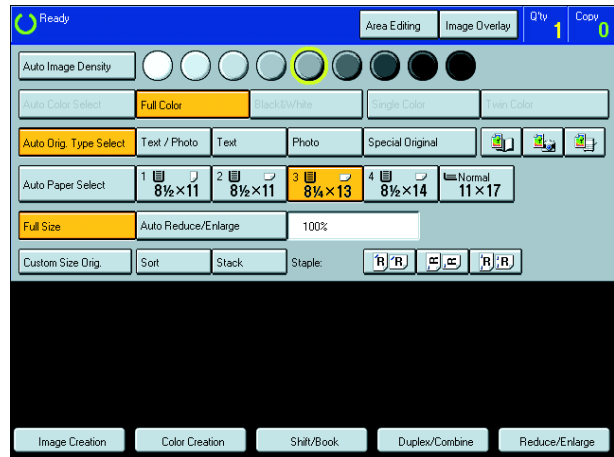 Ready Area Editing Image Overlay Q'ty 1 Copy 0
Auto Image Density
Auto Color Select Full Color Black&White Single Color Twin Color
Auto Orig. Type Select Text / Photo Text Photo Special Original
Auto Paper Select 1 8½×11 2 8½×11 3 8¼×13 4 8½×14 Normal 11×17
Full Size Auto Reduce/Enlarge 100%
Custom Size Orig. Sort Stack Staple: R R R R R R
Image Creation Color Creation Shift/Book Duplex/Combine Reduce/Enlarge